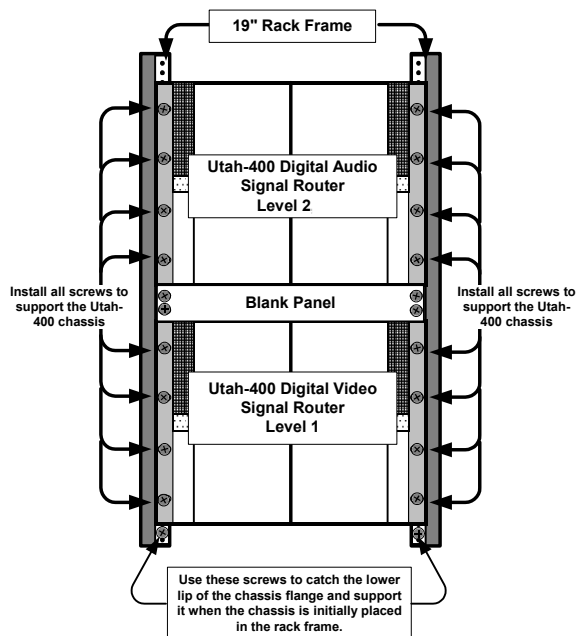 19" Rack Frame
Utah-400 Digital Audio
Signal Router
Level 2
Install all screws to
support the Utah-
400 chassis
Blank Panel
Install all screws to
support the Utah-
400 chassis
Utah-400 Digital Video
Signal Router
Level 1
Use these screws to catch the lower
lip of the chassis flange and support
it when the chassis is initially placed
in the rack frame.